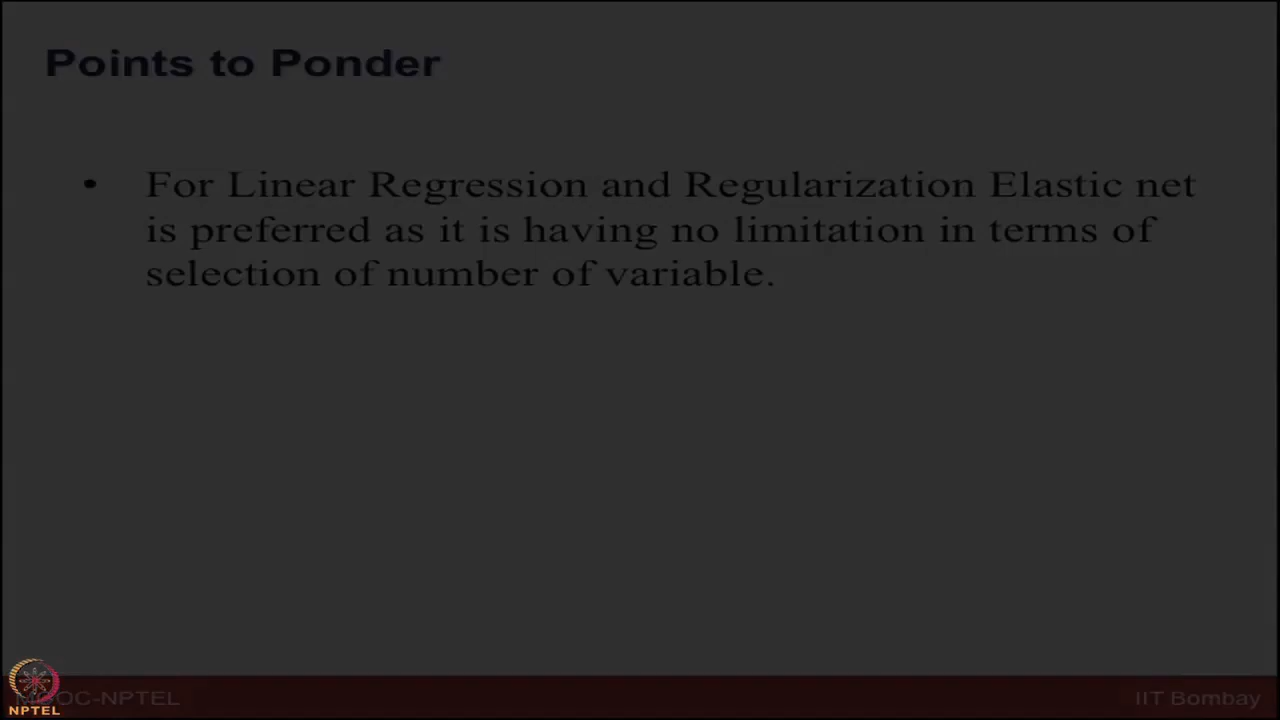 Points to Ponder
• For Linear Regression and Regularization Elastic net
is preferred as it is having no limitation in terms of
selection of number of variable.
MOOC-NPTEL
IIT Bombay
NPTEL